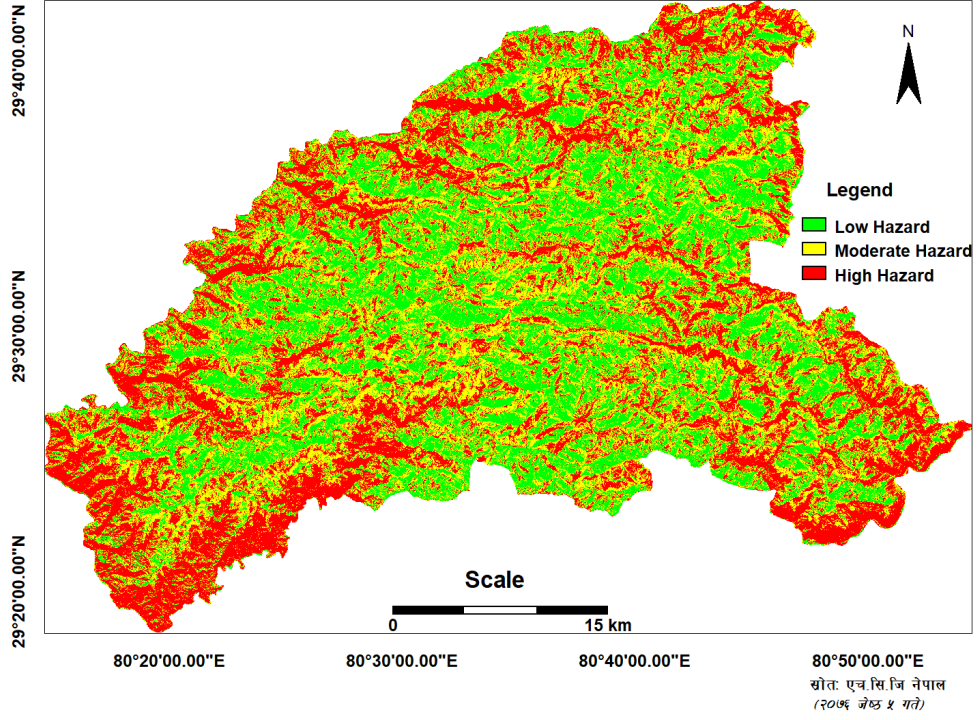 29°40'00.00"N
29°30'00.00"N
29°20'00.00"N
N
Legend
Low Hazard
Moderate Hazard
High Hazard
Scale
0 15 km
80°20'00.00"E 80°30'00.00"E 80°40'00.00"E 80°50'00.00"E
स्रोत: एच.सि.जि नेपाल
(२०७६ जेष्ठ ५ गते)